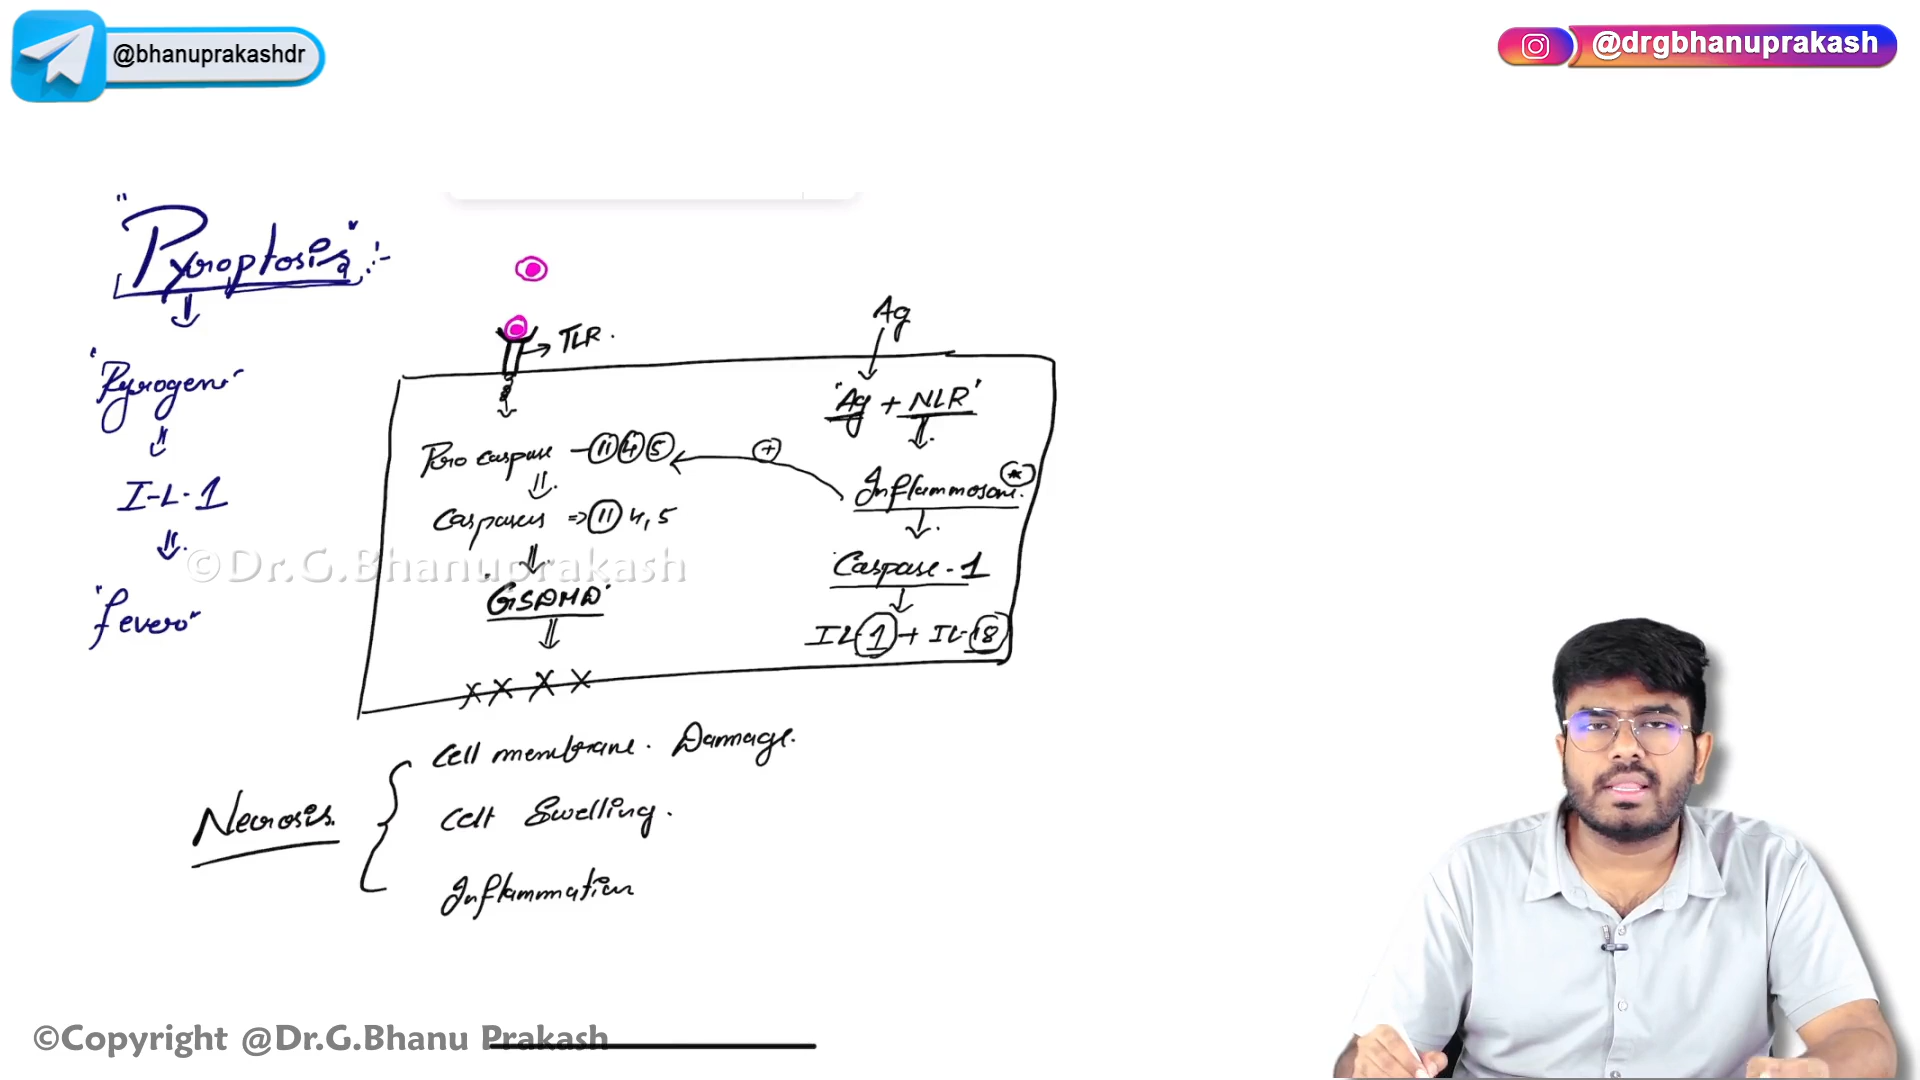 @bhanuprakashdr
@drgbhanuprakash
"Pyroptosis" :-
"Pyrogen"
I-L-1
"fever"
TLR.
Pro caspase - 11 4 5
Caspases ⇒ 11 4, 5
"GSDMD"
Ag
"Ag + NLR"
+
Inflammosome. *
Caspase - 1
IL-1 + IL-18
x x x x
Cell membrane. Damage.
Cell Swelling.
Inflammation
Necrosis.
©Dr.G.Bhanuprakash
©Copyright @Dr.G.Bhanu Prakash